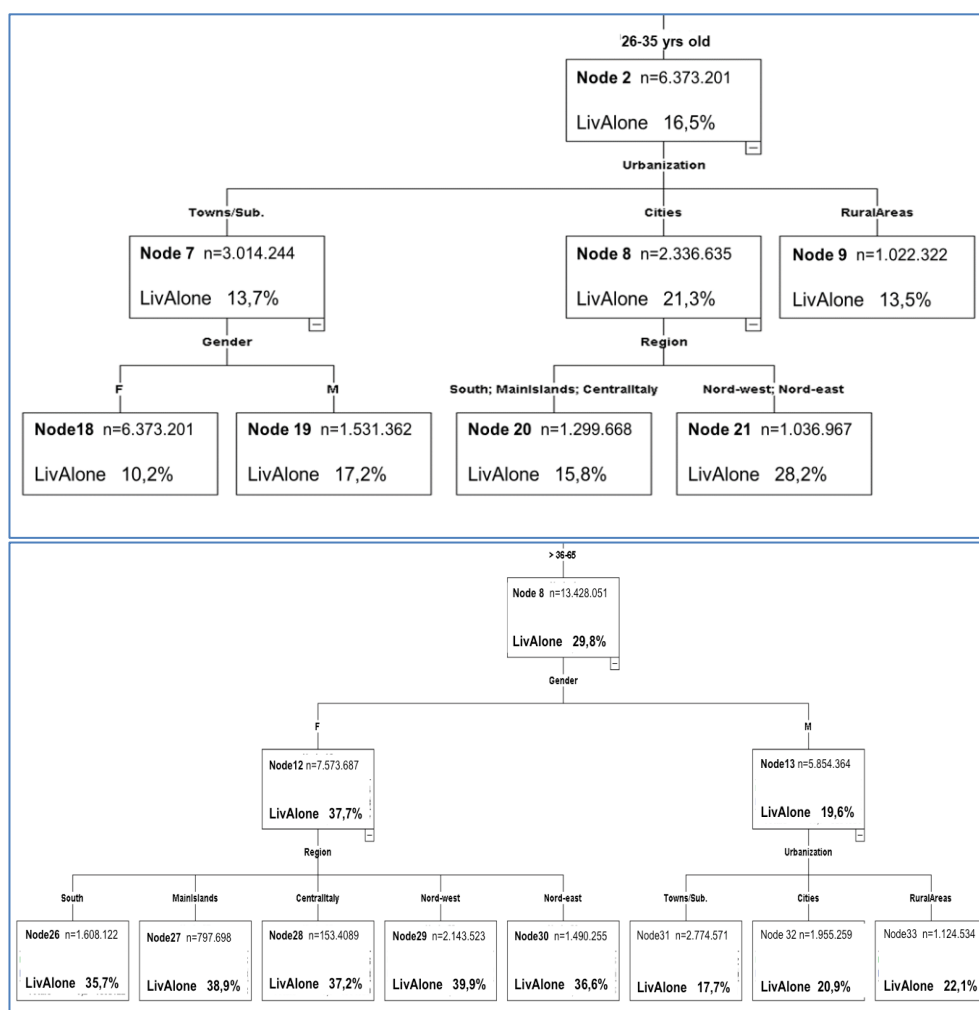 26-35 yrs old
Node 2 n=6.373.201
LivAlone 16,5%
Urbanization
Towns/Sub. Cities RuralAreas
Node 7 n=3.014.244 Node 8 n=2.336.635 Node 9 n=1.022.322
LivAlone 13,7% LivAlone 21,3% LivAlone 13,5%
Gender Region
F M South; MainIslands; CentralItaly Nord-west; Nord-east
Node18 n=6.373.201 Node 19 n=1.531.362 Node 20 n=1.299.668 Node 21 n=1.036.967
LivAlone 10,2% LivAlone 17,2% LivAlone 15,8% LivAlone 28,2%
> 36-65
Node 8 n=13.428.051
LivAlone 29,8%
Gender
F M
Node12 n=7.573.687 Node13 n=5.854.364
LivAlone 37,7% LivAlone 19,6%
Region Urbanization
South MainIslands CentralItaly Nord-west Nord-east Towns/Sub. Cities RuralAreas
Node26 n=1.608.122 Node27 n=797.698 Node28 n=153.4089 Node29 n=2.143.523 Node30 n=1.490.255 Node31 n=2.774.571 Node 32 n=1.955.259 Node33 n=1.124.534
LivAlone 35,7% LivAlone 38,9% LivAlone 37,2% LivAlone 39,9% LivAlone 36,6% LivAlone 17,7% LivAlone 20,9% LivAlone 22,1%